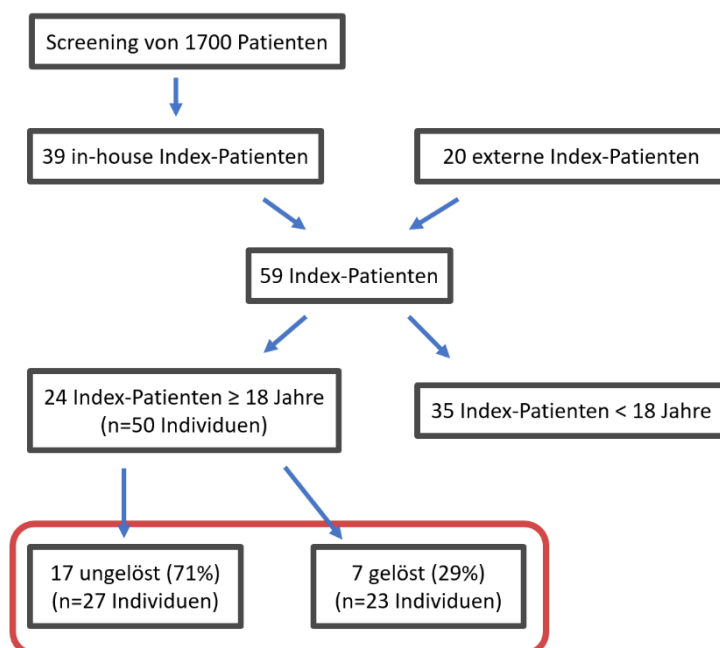 Screening von 1700 Patienten
39 in-house Index-Patienten
20 externe Index-Patienten
59 Index-Patienten
24 Index-Patienten ≥ 18 Jahre
(n=50 Individuen)
35 Index-Patienten < 18 Jahre
17 ungelöst (71%)
(n=27 Individuen)
7 gelöst (29%)
(n=23 Individuen)